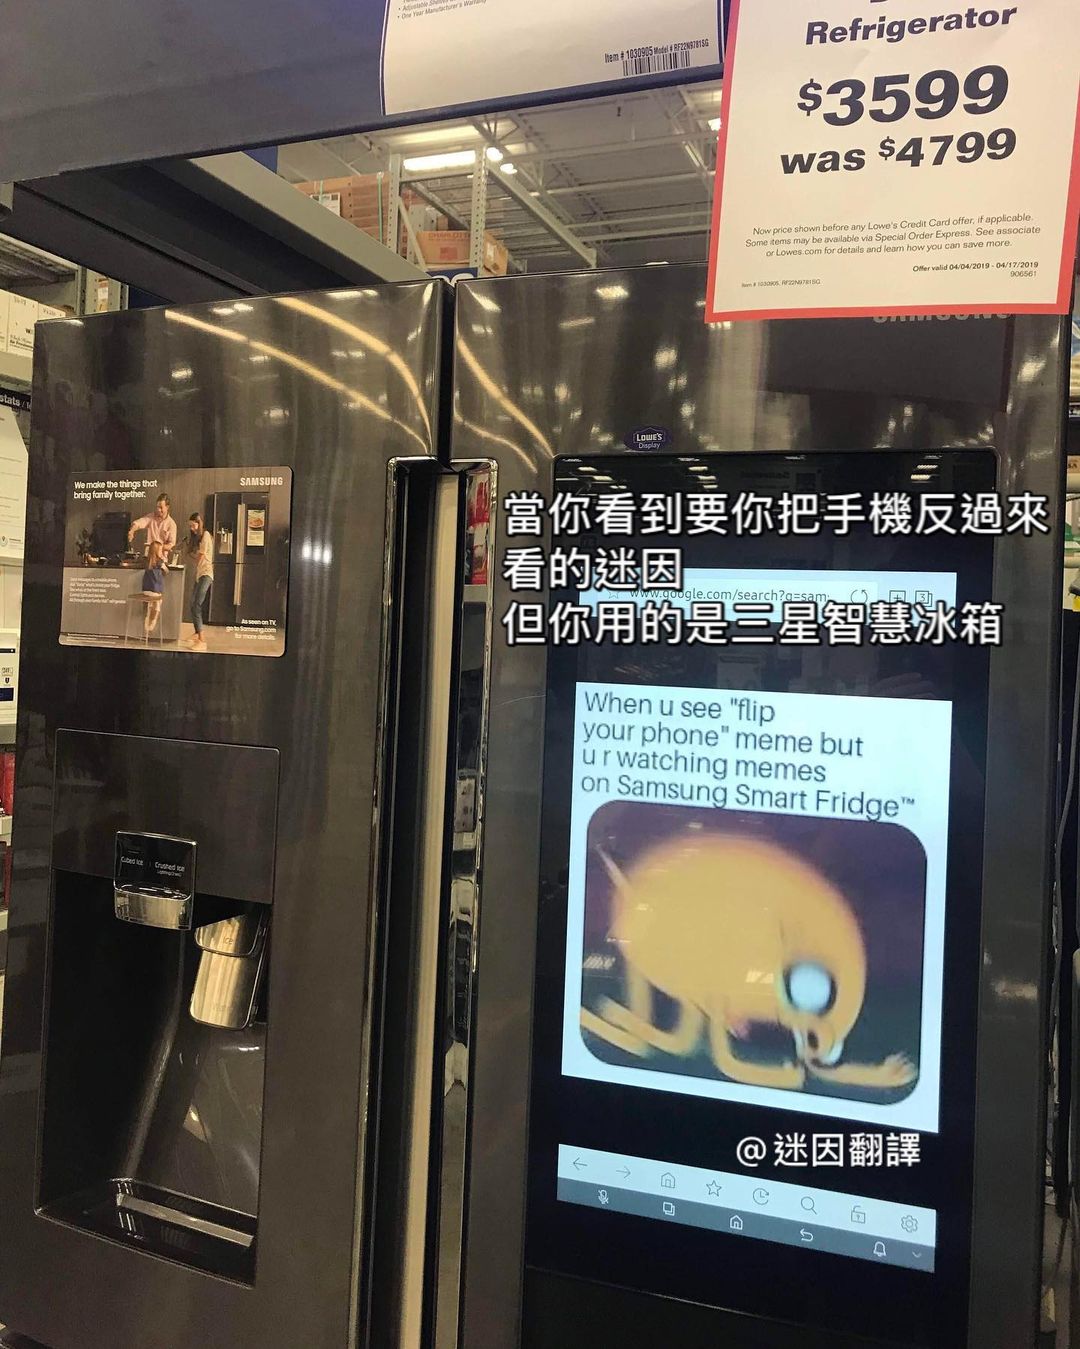 • One Year Manufacturer's Warranty
Item # 1030905 Model # RF22N9781SG
Refrigerator
$3599
was $4799
Now price shown before any Lowe's Credit Card offer, if applicable.
Some items may be available via Special Order Express. See associate
or Lowes.com for details and learn how you can save more.
Offer valid 04/04/2019 - 04/17/2019
906561
Item # 1030905, RF22N9781SG
SAMSUNG
LOWE'S
Display
We make the things that
bring family together.
SAMSUNG
As seen on TV,
go to Samsung.com
for more details.
當你看到要你把手機反過來
看的迷因
www.google.com/search?q=sam
但你用的是三星智慧冰箱
When u see "flip
your phone" meme but
u r watching memes
on Samsung Smart Fridge™
Cubed Ice
Crushed Ice
@迷因翻譯